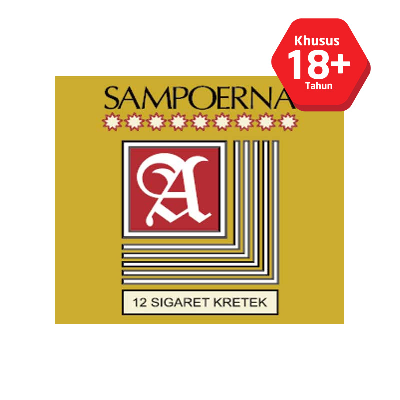 Khusus
18+
Tahun
SAMPOERNA
A
12 SIGARET KRETEK